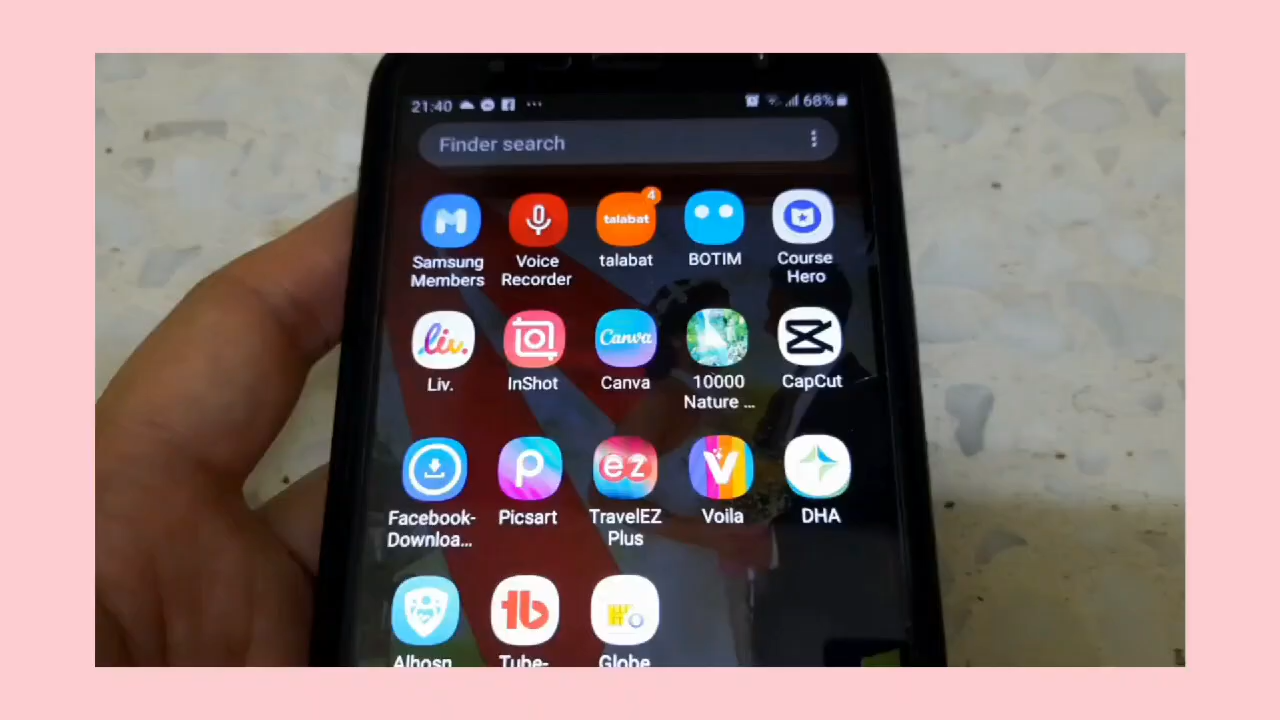 21:40
68%
Finder search
talabat
4
Samsung
Members
Voice
Recorder
talabat
BOTIM
Course
Hero
liv.
Canva
Liv.
InShot
Canva
10000
Nature ...
CapCut
ez
Facebook-
Downloa...
Picsart
TravelEZ
Plus
Voila
DHA
Alhosn
Tube-
Globe